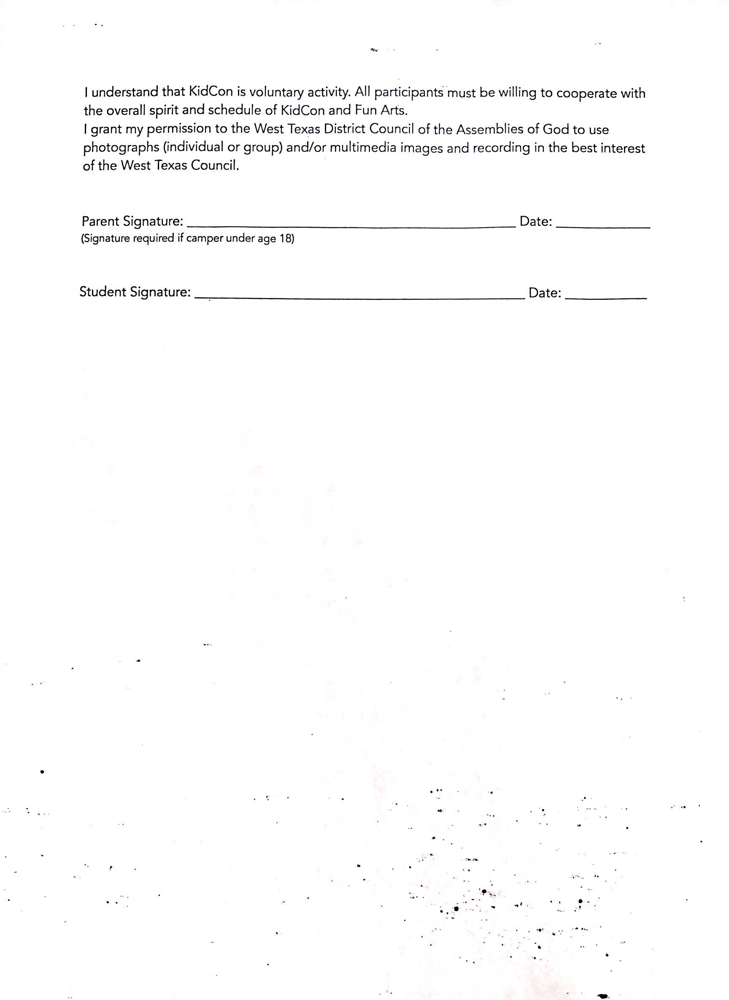 I understand that KidCon is voluntary activity. All participants must be willing to cooperate with
the overall spirit and schedule of KidCon and Fun Arts.
I grant my permission to the West Texas District Council of the Assemblies of God to use
photographs (individual or group) and/or multimedia images and recording in the best interest
of the West Texas Council.
Parent Signature: ______________________ Date: __________
(Signature required if camper under age 18)
Student Signature: ______________________ Date: __________